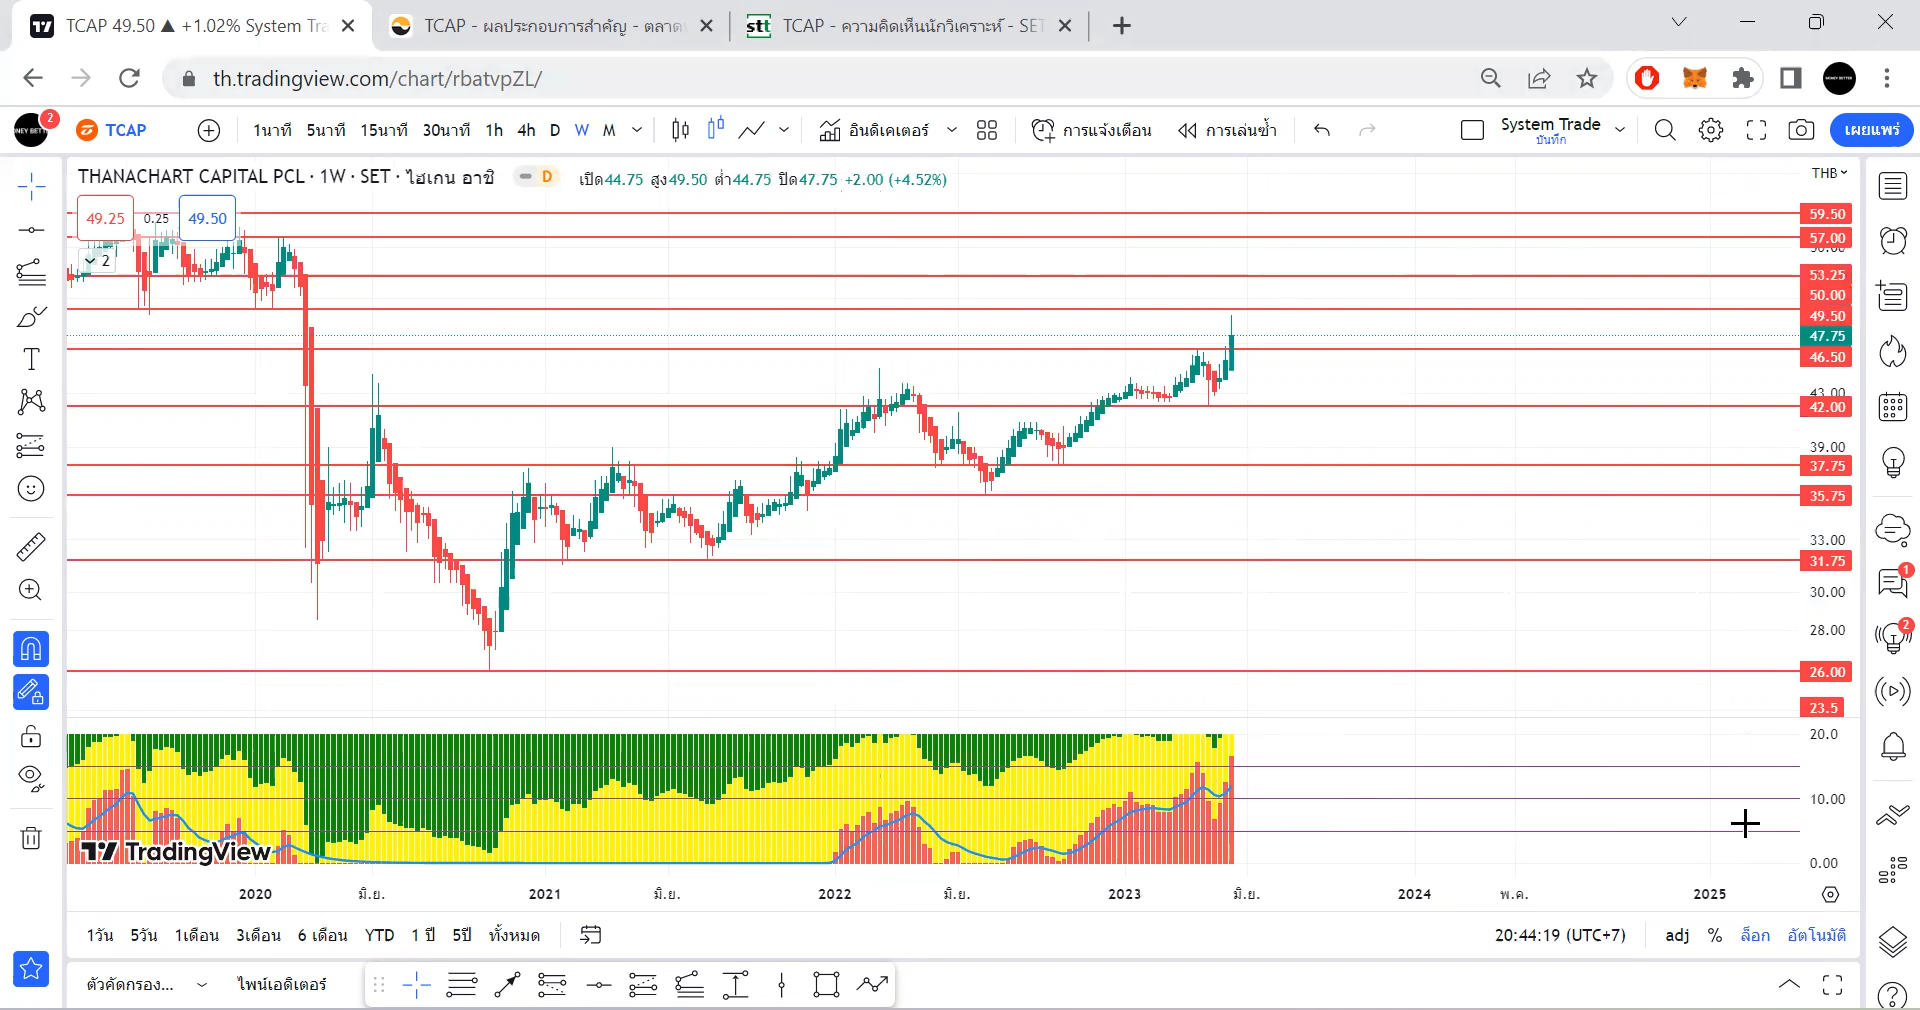 TCAP 49.50 ▲ +1.02% System Tra
TCAP - ผลประกอบการสำคัญ - ตลาด
stt TCAP - ความคิดเห็นนักวิเคราะห์ - SET
th.tradingview.com/chart/rbatvpZL/
2
TCAP
1นาที 5นาที 15นาที 30นาที 1h 4h D W M
อินดิเคเตอร์
การแจ้งเตือน
การเล่นซ้ำ
System Trade
บันทึก
เผยแพร่
THANACHART CAPITAL PCL · 1W · SET · ไฮเกน อาชิ
D
เปิด44.75 สูง49.50 ต่ำ44.75 ปิด47.75 +2.00 (+4.52%)
THB
49.25 0.25 49.50
2
59.50
57.00
53.25
50.00
49.50
47.75
46.50
43.00
42.00
39.00
37.75
35.75
33.00
31.75
30.00
28.00
26.00
23.5
20.0
10.00
0.00
TradingView
2020 มิ.ย. 2021 มิ.ย. 2022 มิ.ย. 2023 มิ.ย. 2024 พ.ค. 2025
1วัน 5วัน 1เดือน 3เดือน 6 เดือน YTD 1 ปี 5ปี ทั้งหมด
20:44:19 (UTC+7) adj % ล็อก อัตโนมัติ
ตัวคัดกรอง... ไพน์เอดิเตอร์
1
2